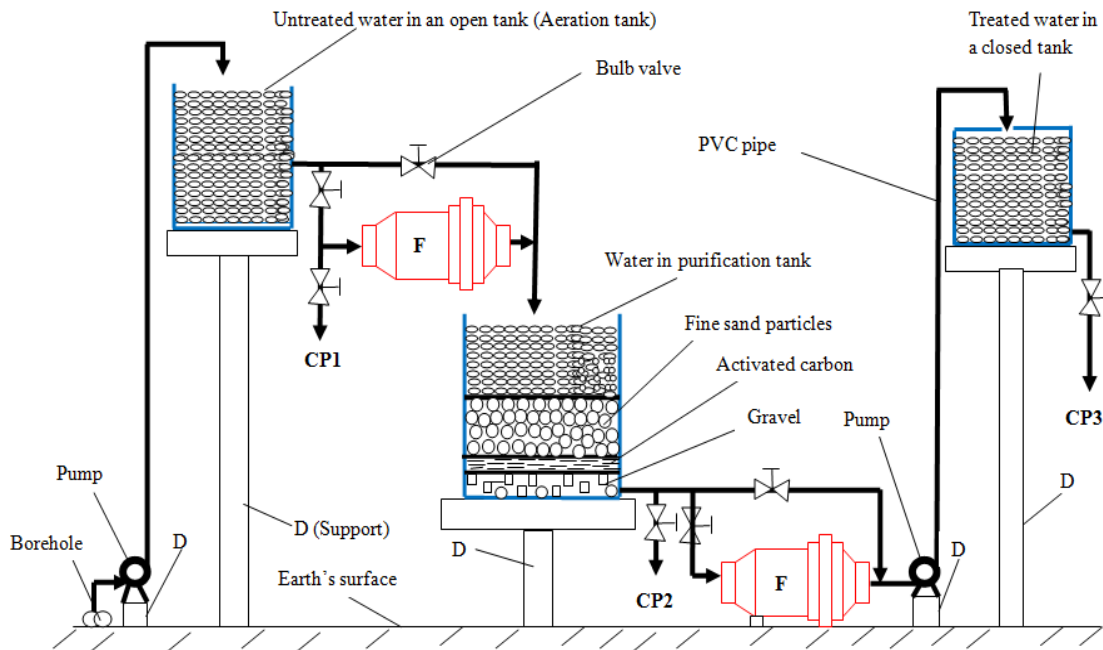 Untreated water in an open tank (Aeration tank)
Treated water in
a closed tank
Bulb valve
PVC pipe
F
Water in purification tank
Fine sand particles
CP1
Activated carbon
CP3
Gravel
Pump
Pump
D
D (Support)
Borehole
D
D
D
Earth's surface
CP2
F